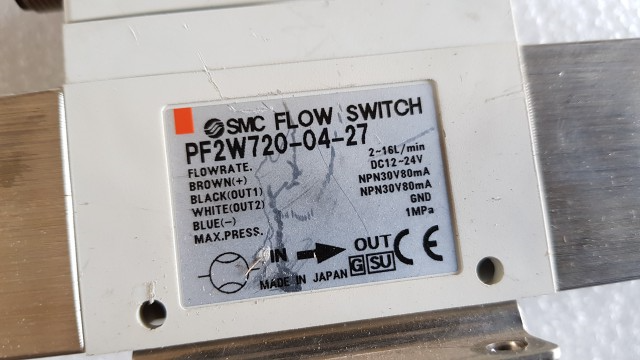 SMC FLOW SWITCH
PF2W720-04-27
FLOWRATE. 2~16L/min
BROWN(+) DC12~24V
BLACK(OUT1) NPN30V80mA
WHITE(OUT2) NPN30V80mA
BLUE(-) GND
MAX.PRESS. 1MPa
IN OUT CE
MADE IN JAPAN G SU